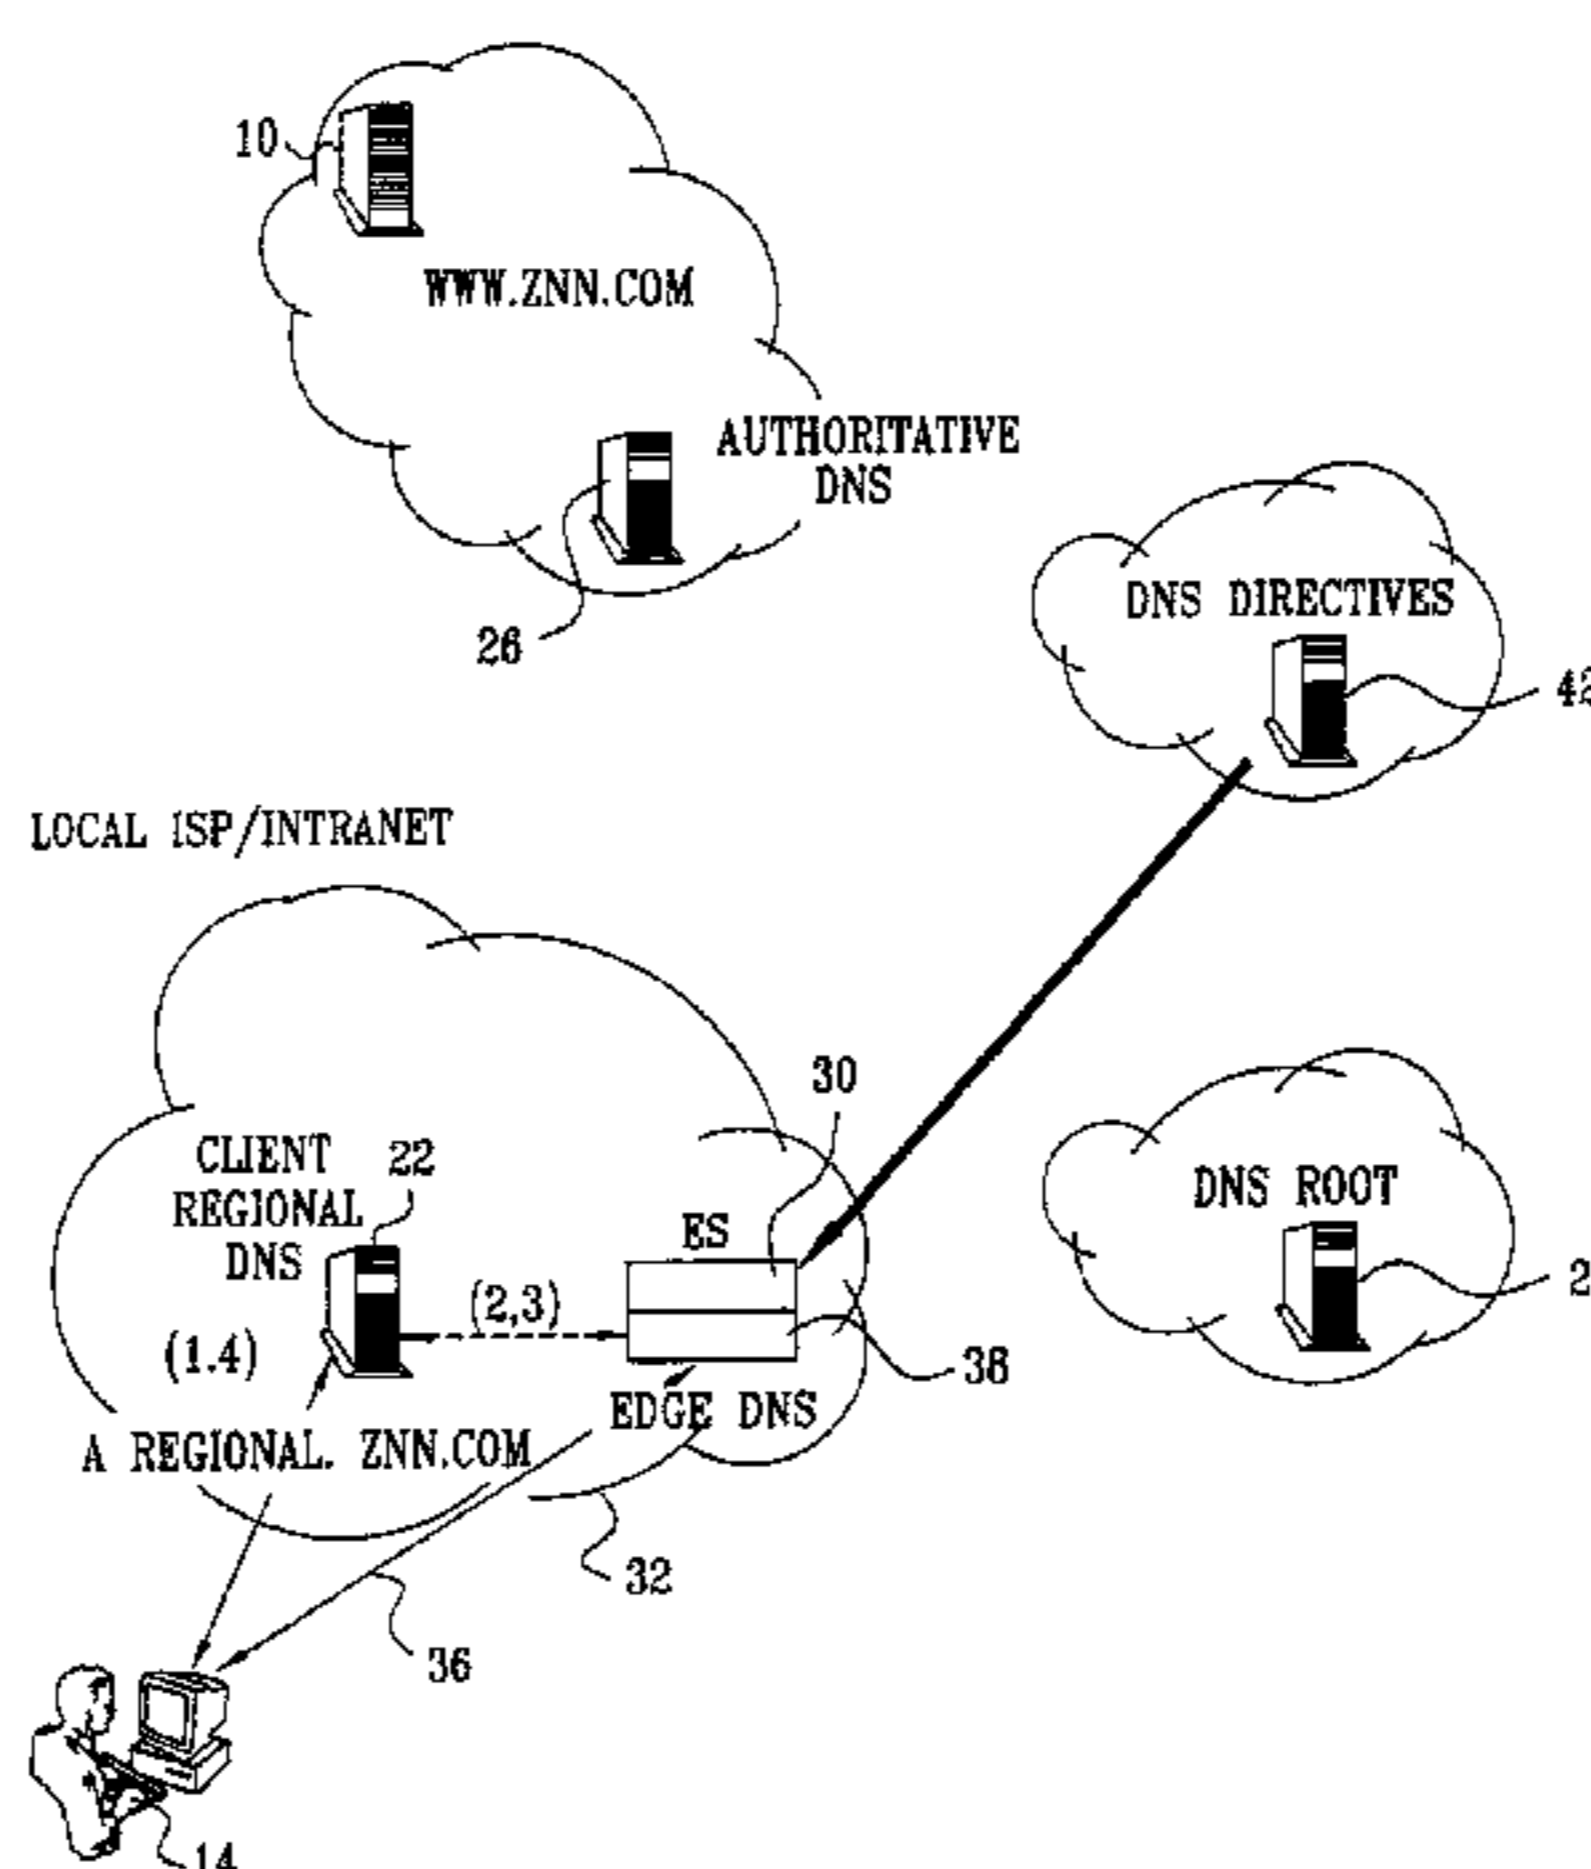 10
WWW.ZNN.COM
AUTHORITATIVE
DNS
26
DNS DIRECTIVES
LOCAL ISP/INTRANET
30
CLIENT
REGIONAL
DNS
22
ES
DNS ROOT
(2,3)
(1.4)
38
EDGE DNS
A REGIONAL. ZNN.COM
32
36
14